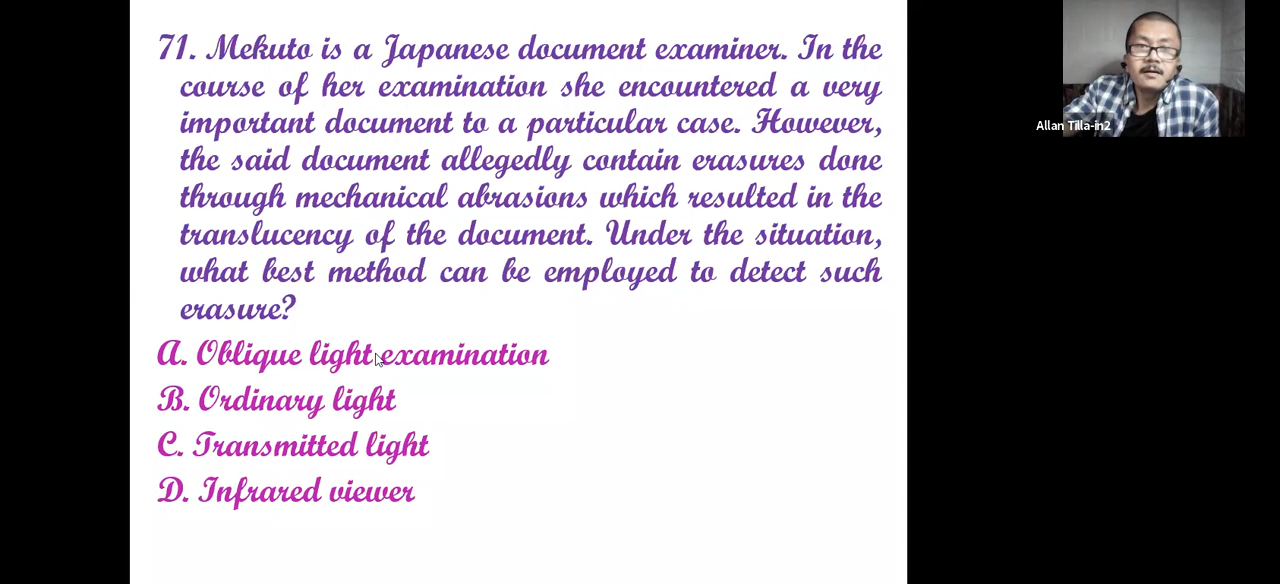 71. Mekuto is a Japanese document examiner. In the
course of her examination she encountered a very
important document to a particular case. However,
the said document allegedly contain erasures done
through mechanical abrasions which resulted in the
translucency of the document. Under the situation,
what best method can be employed to detect such
erasure?
A. Oblique light examination
B. Ordinary light
C. Transmitted light
D. Infrared viewer
Allan Tilla-in2